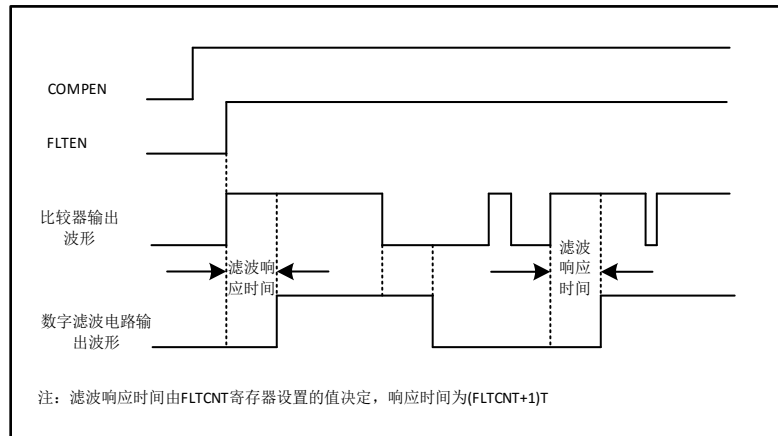 COMPEN
FLTEN
比较器输出
波形
滤波响
应时间
滤波
响应
时间
数字滤波电路输
出波形
注：滤波响应时间由FLTCNT寄存器设置的值决定，响应时间为(FLTCNT+1)T